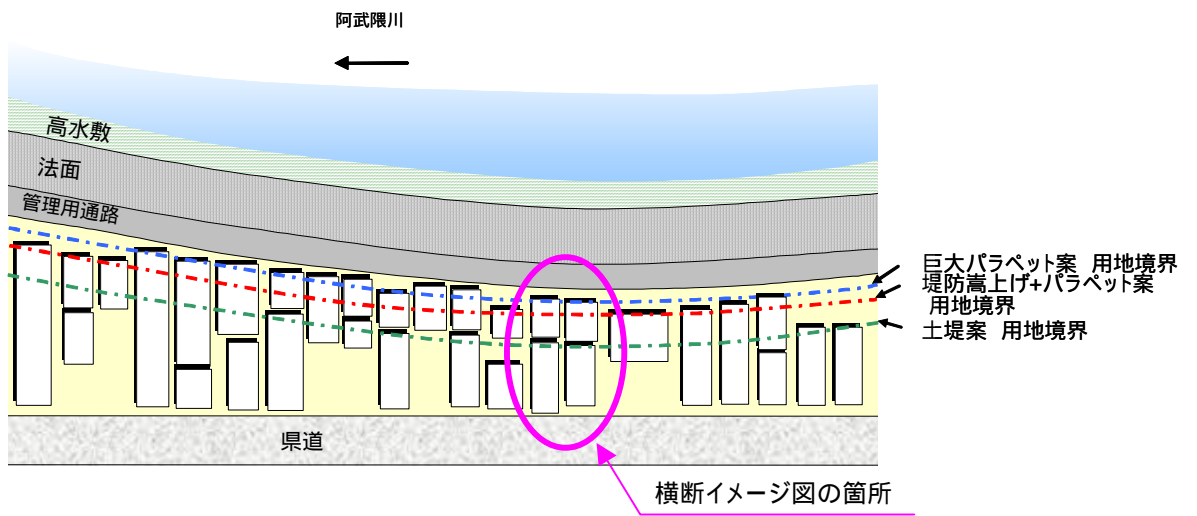 阿武隈川
高水敷
法面
管理用通路
巨大パラペット案 用地境界
堤防嵩上げ+パラペット案
用地境界
土堤案 用地境界
県道
横断イメージ図の箇所